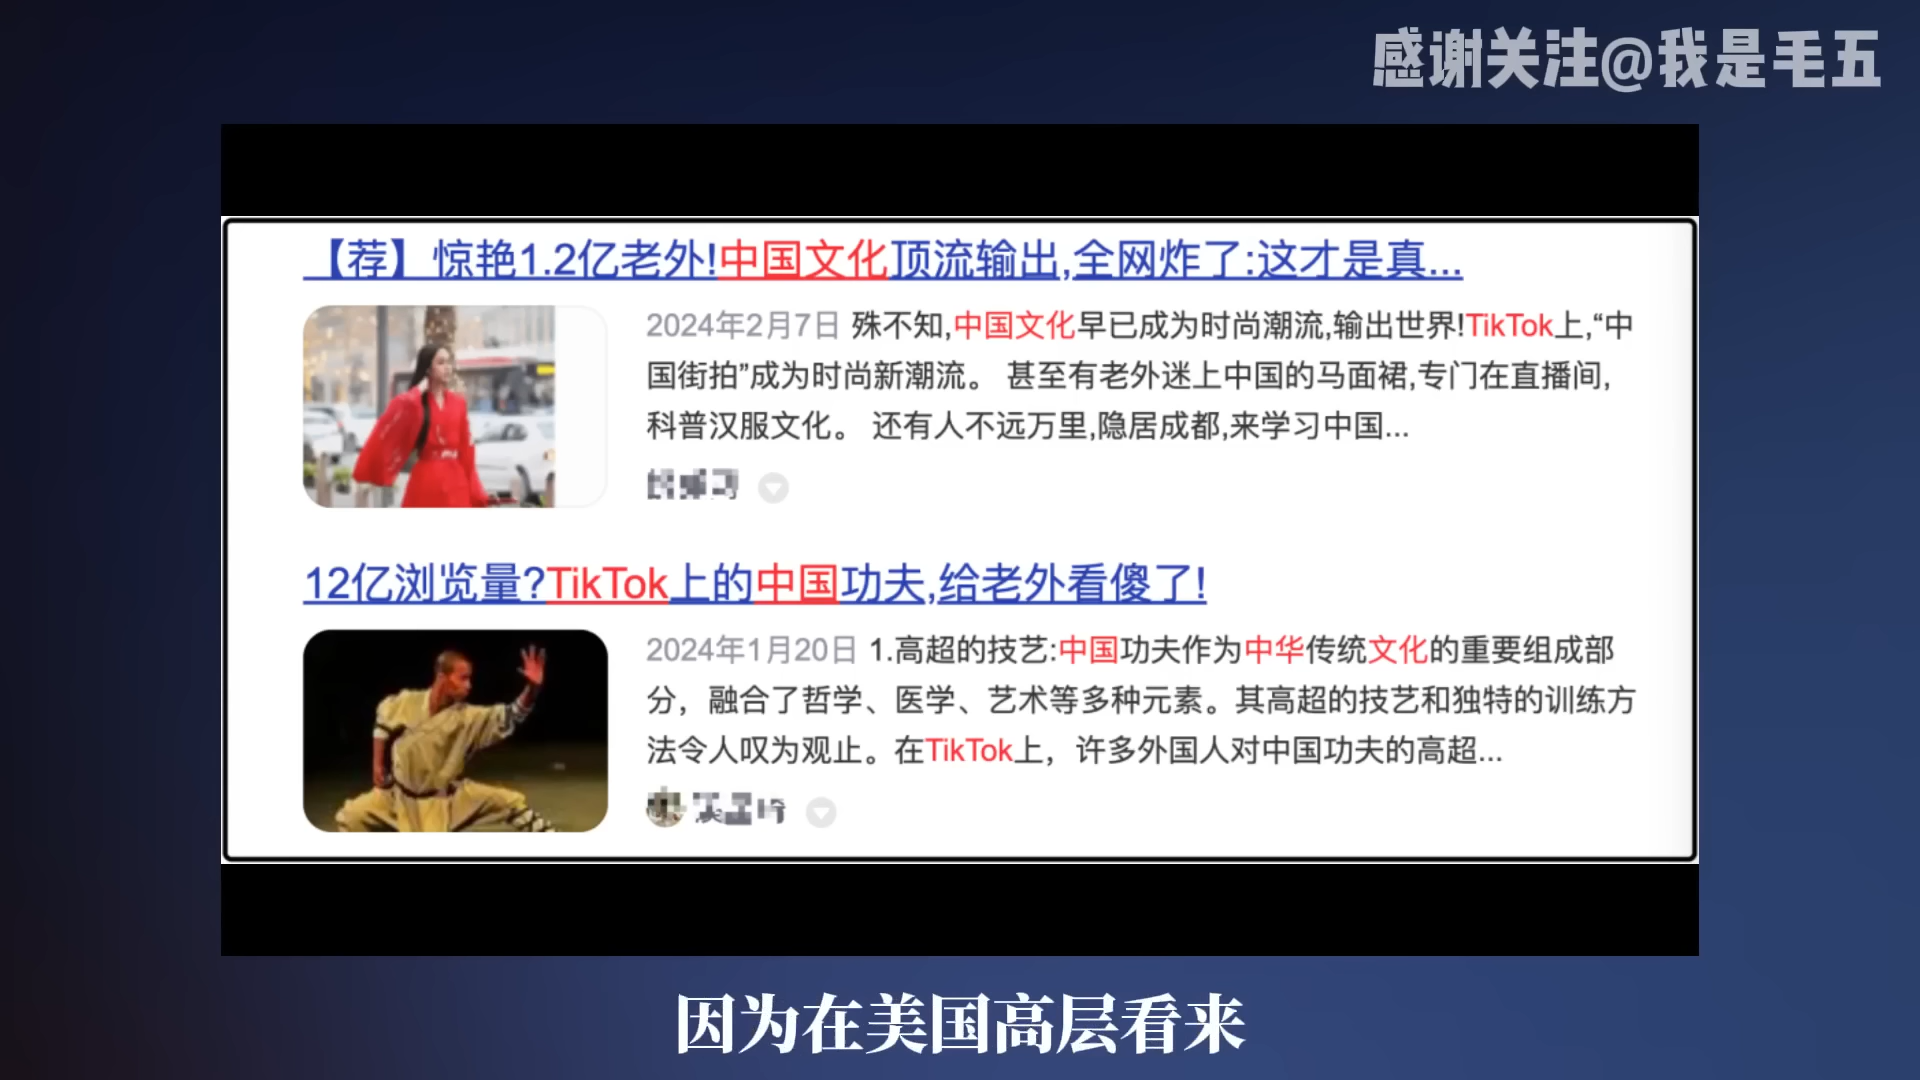 感谢关注@我是毛五
【荐】惊艳1.2亿老外!中国文化顶流输出,全网炸了:这才是真...
2024年2月7日 殊不知,中国文化早已成为时尚潮流,输出世界!TikTok上,“中
国街拍”成为时尚新潮流。 甚至有老外迷上中国的马面裙,专门在直播间,
科普汉服文化。 还有人不远万里,隐居成都,来学习中国...
12亿浏览量?TikTok上的中国功夫,给老外看傻了!
2024年1月20日 1.高超的技艺:中国功夫作为中华传统文化的重要组成部
分，融合了哲学、医学、艺术等多种元素。其高超的技艺和独特的训练方
法令人叹为观止。在TikTok上，许多外国人对中国功夫的高超...
因为在美国高层看来